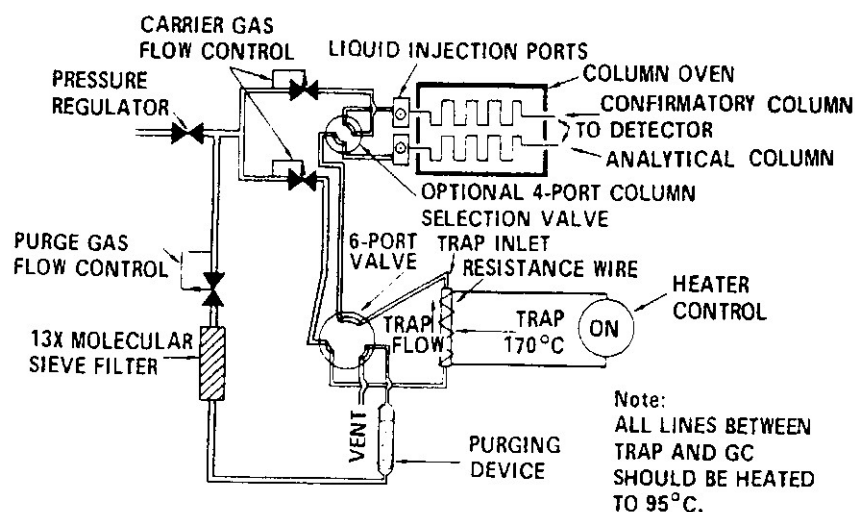 CARRIER GAS
FLOW CONTROL
LIQUID INJECTION PORTS
PRESSURE
REGULATOR
COLUMN OVEN
CONFIRMATORY COLUMN
TO DETECTOR
ANALYTICAL COLUMN
OPTIONAL 4-PORT COLUMN
SELECTION VALVE
PURGE GAS
FLOW CONTROL
6-PORT
VALVE
TRAP INLET
RESISTANCE WIRE
HEATER
CONTROL
13X MOLECULAR
SIEVE FILTER
TRAP
FLOW
TRAP
170°C
ON
VENT
PURGING
DEVICE
Note:
ALL LINES BETWEEN
TRAP AND GC
SHOULD BE HEATED
TO 95°C.